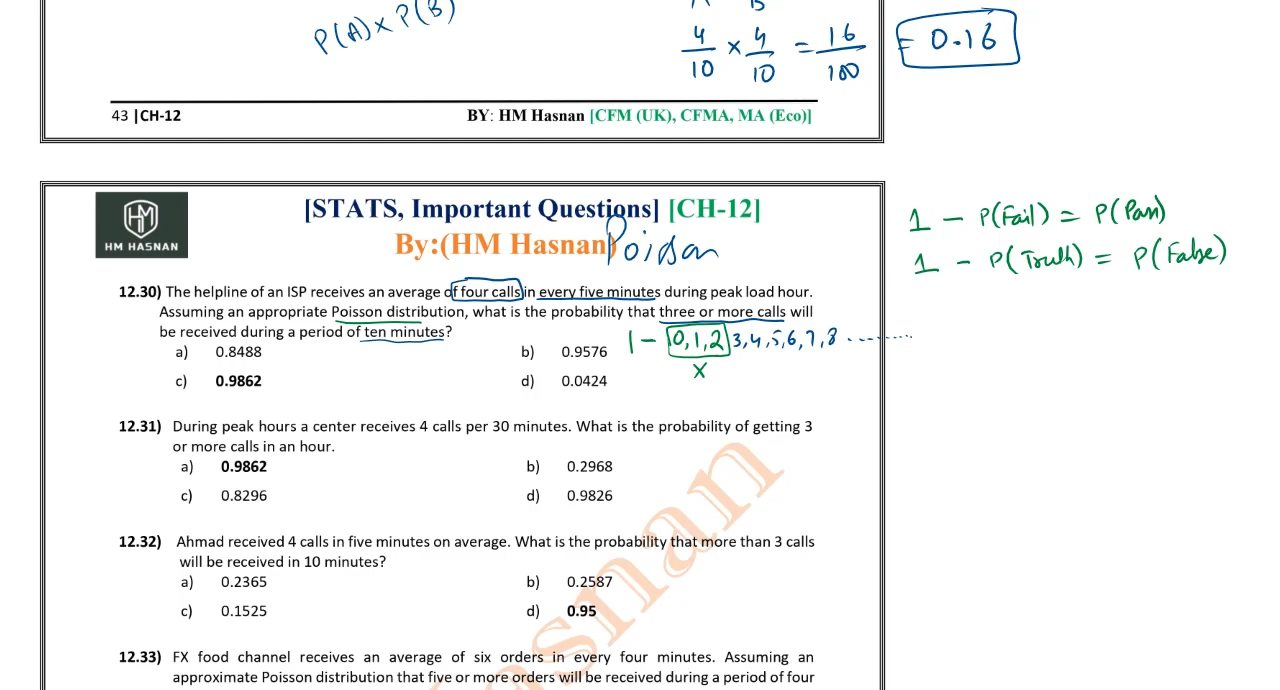 P(A) x P(B)
4/10 x 4/10 = 16/100 = 0.16
43 |CH-12 BY: HM Hasnan [CFM (UK), CFMA, MA (Eco)]
HM HASNAN
[STATS, Important Questions] [CH-12]
By:(HM Hasnan)
1 - P(Fail) = P(Pass)
1 - P(Truth) = P(False)
12.30) The helpline of an ISP receives an average of four calls in every five minutes during peak load hour.
Assuming an appropriate Poisson distribution, what is the probability that three or more calls will
be received during a period of ten minutes?
1 - 0,1,2 3,4,5,6,7,8 ..........
X
a) 0.8488 b) 0.9576
c) 0.9862 d) 0.0424
12.31) During peak hours a center receives 4 calls per 30 minutes. What is the probability of getting 3
or more calls in an hour.
a) 0.9862 b) 0.2968
c) 0.8296 d) 0.9826
12.32) Ahmad received 4 calls in five minutes on average. What is the probability that more than 3 calls
will be received in 10 minutes?
a) 0.2365 b) 0.2587
c) 0.1525 d) 0.95
12.33) FX food channel receives an average of six orders in every four minutes. Assuming an
approximate Poisson distribution that five or more orders will be received during a period of four